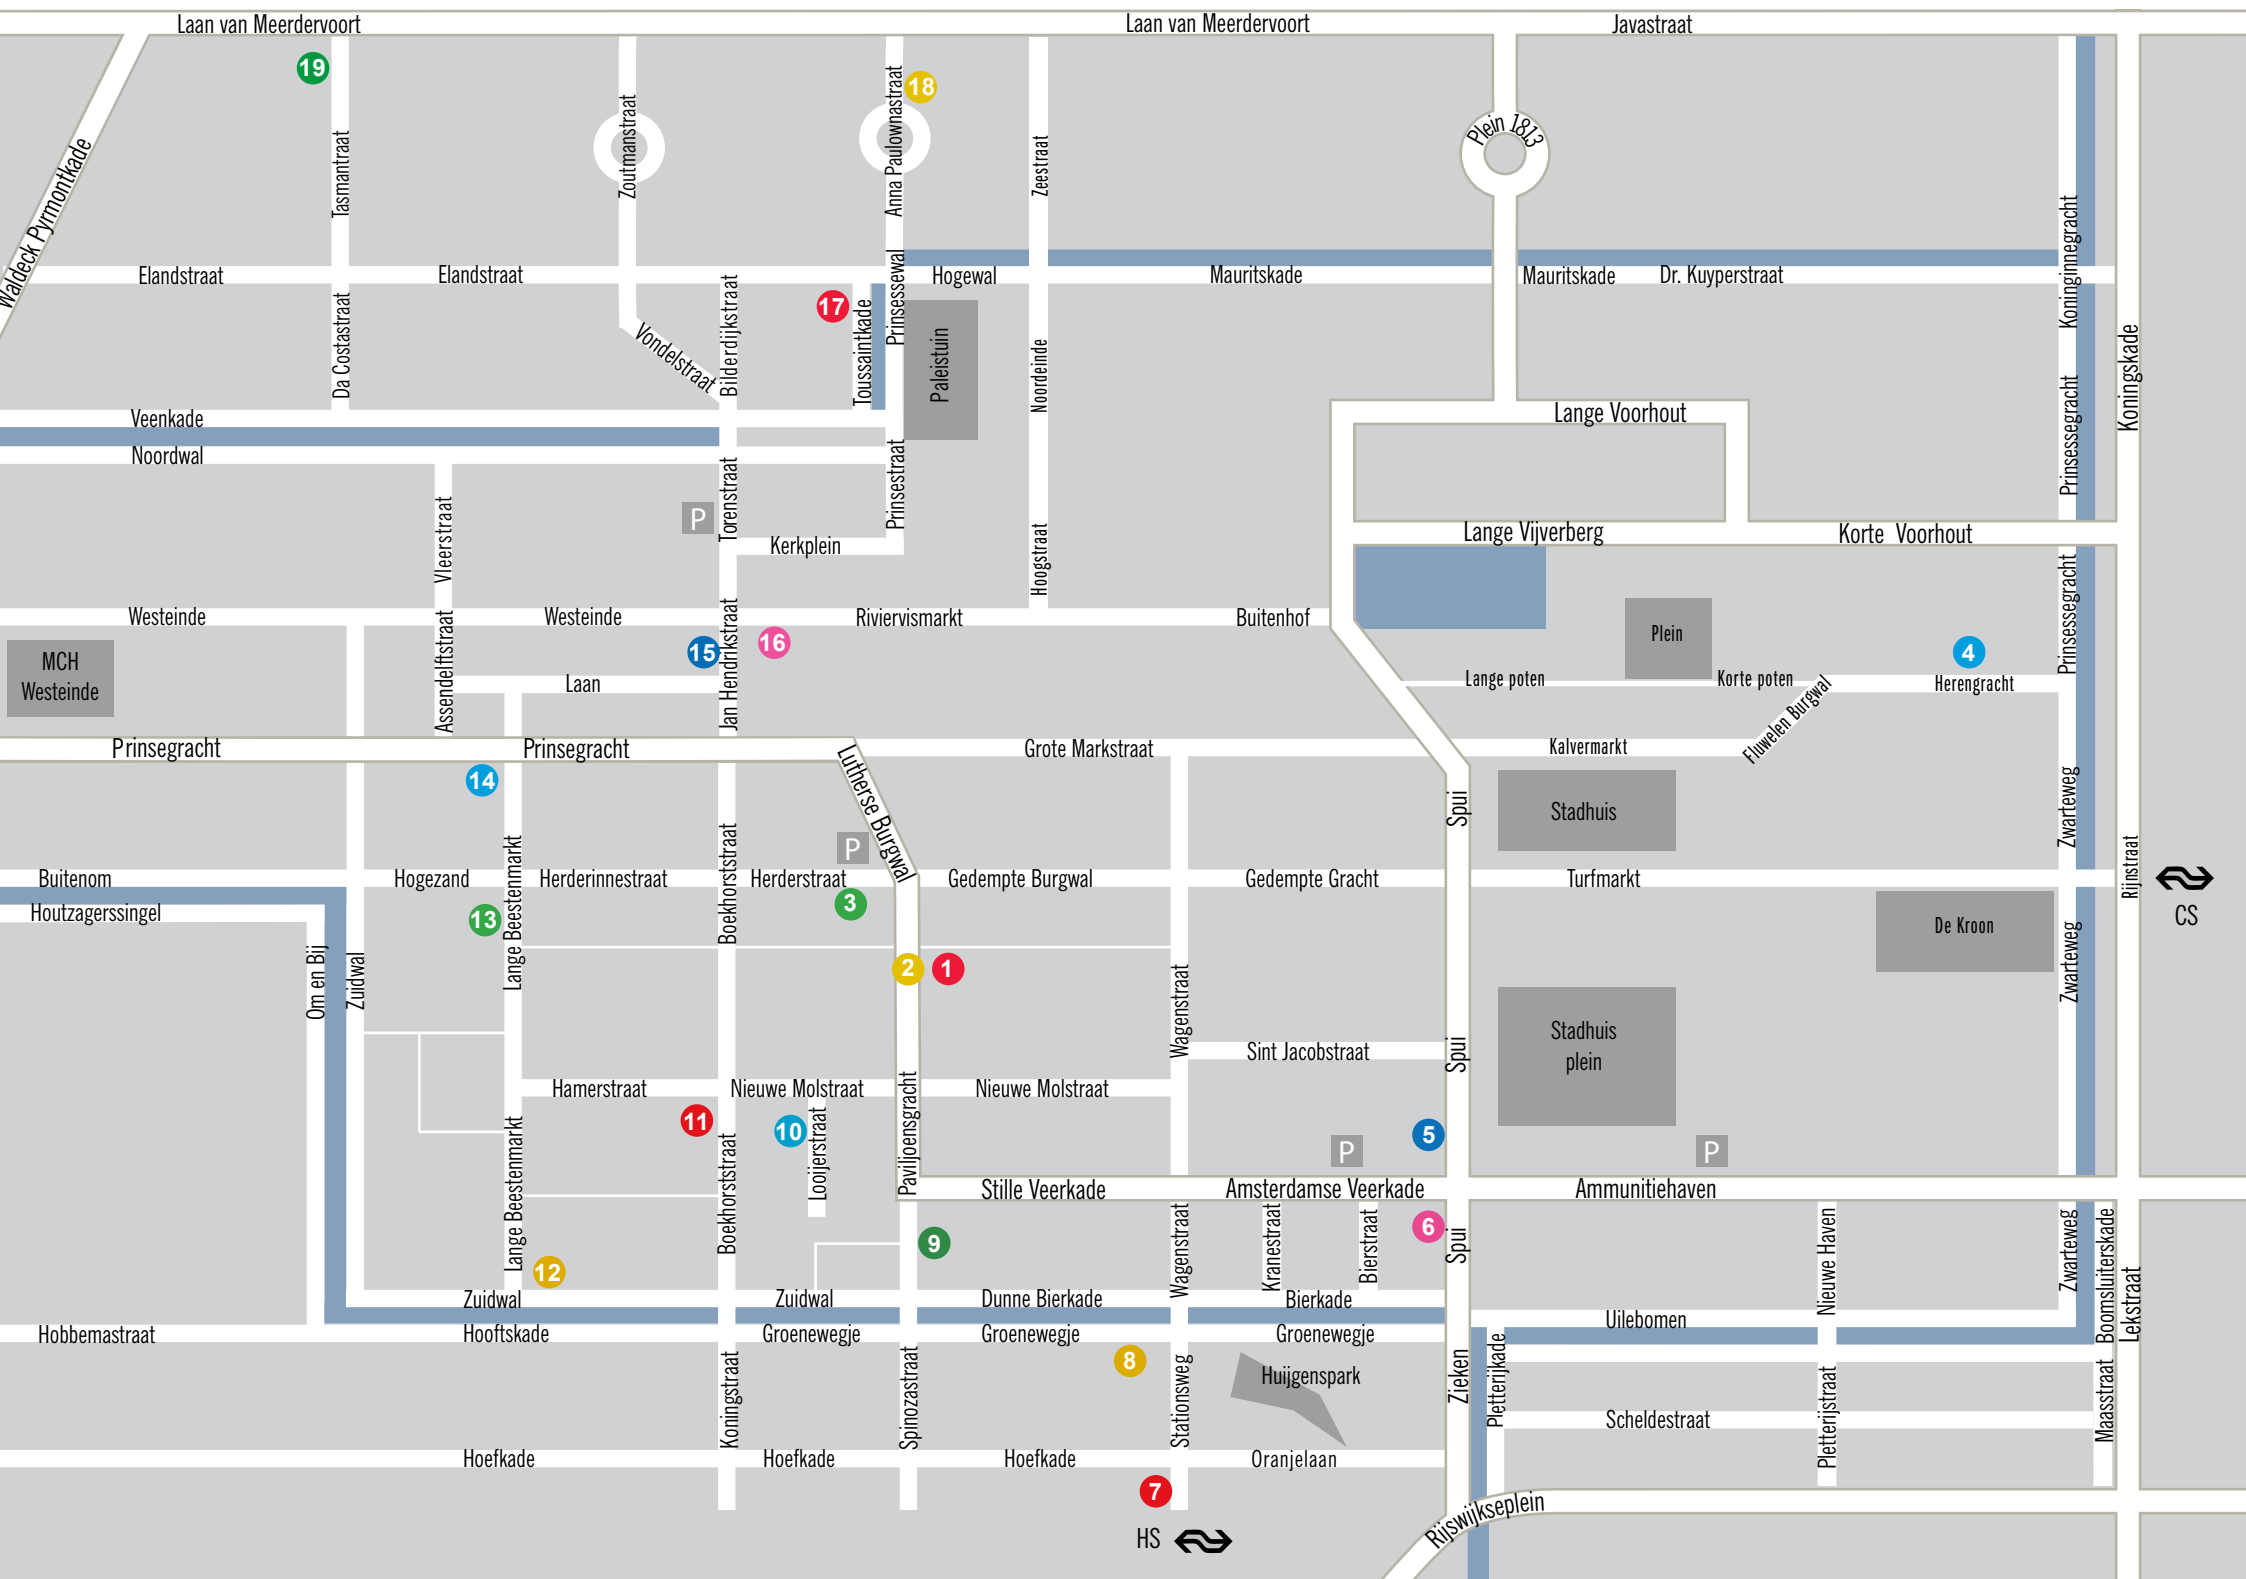 Laan van Meerdervoort
Laan van Meerdervoort
Javastraat
19
18
Waldeck Pyrmontkade
Tasmantraat
Zoutmanstraat
Anna Paulownastraat
Zeestraat
Plein 1813
Koninginnegracht
Elandstraat
Elandstraat
Hogewal
Mauritskade
Mauritskade
Dr. Kuyperstraat
Da Costastraat
Vondelstraat
Bilderdijkstraat
17
Toussaintkade
Prinsessewal
Paleistuin
Noordeinde
Koningskade
Prinsessegracht
Veenkade
Noordwal
Lange Voorhout
Vleerstraat
P
Torenstraat
Prinsestraat
Kerkplein
Hoogstraat
Lange Vijverberg
Korte Voorhout
Prinsessegracht
Westeinde
Westeinde
Riviervismarkt
Buitenhof
MCH
Westeinde
Assendelftstraat
15
Jan Hendrikstraat
16
Plein
4
Laan
Lange poten
Korte poten
Herengracht
Fluwelen Burgwal
Prinsegracht
Prinsegracht
Grote Markstraat
Kalvermarkt
14
Lutherse Burgwal
Spui
Stadhuis
Zwarteweg
P
Lange Beestenmarkt
Boekhorststraat
Rijnstraat
Buitenom
Hogezand
Herderinnestraat
Herderstraat
Gedempte Burgwal
Gedempte Gracht
Turfmarkt
CS
Houtzagerssingel
13
3
De Kroon
Om en Bij
Zuidwal
2
1
Wagenstraat
Zwarteweg
Sint Jacobstraat
Spui
Stadhuis
plein
Hamerstraat
Nieuwe Molstraat
Nieuwe Molstraat
11
10
Looijerstraat
Paviljoensgracht
5
P
P
Lange Beestenmarkt
Boekhorststraat
Stille Veerkade
Amsterdamse Veerkade
Ammunitiehaven
9
Wagenstraat
Kranestraat
Bierstraat
6
Spui
Nieuwe Haven
Zwarteweg
Boomsluiterskade
Lekstraat
12
Zuidwal
Zuidwal
Dunne Bierkade
Bierkade
Uilebomen
Hobbemastraat
Hooftskade
Groenewegje
Groenewegje
Groenewegje
Koningstraat
Spinozastraat
8
Stationsweg
Huijgenspark
Zieken
Pletterijkade
Scheldestraat
Pletterijstraat
Maasstraat
Hoefkade
Hoefkade
Hoefkade
Oranjelaan
7
Rijswijkseplein
HS